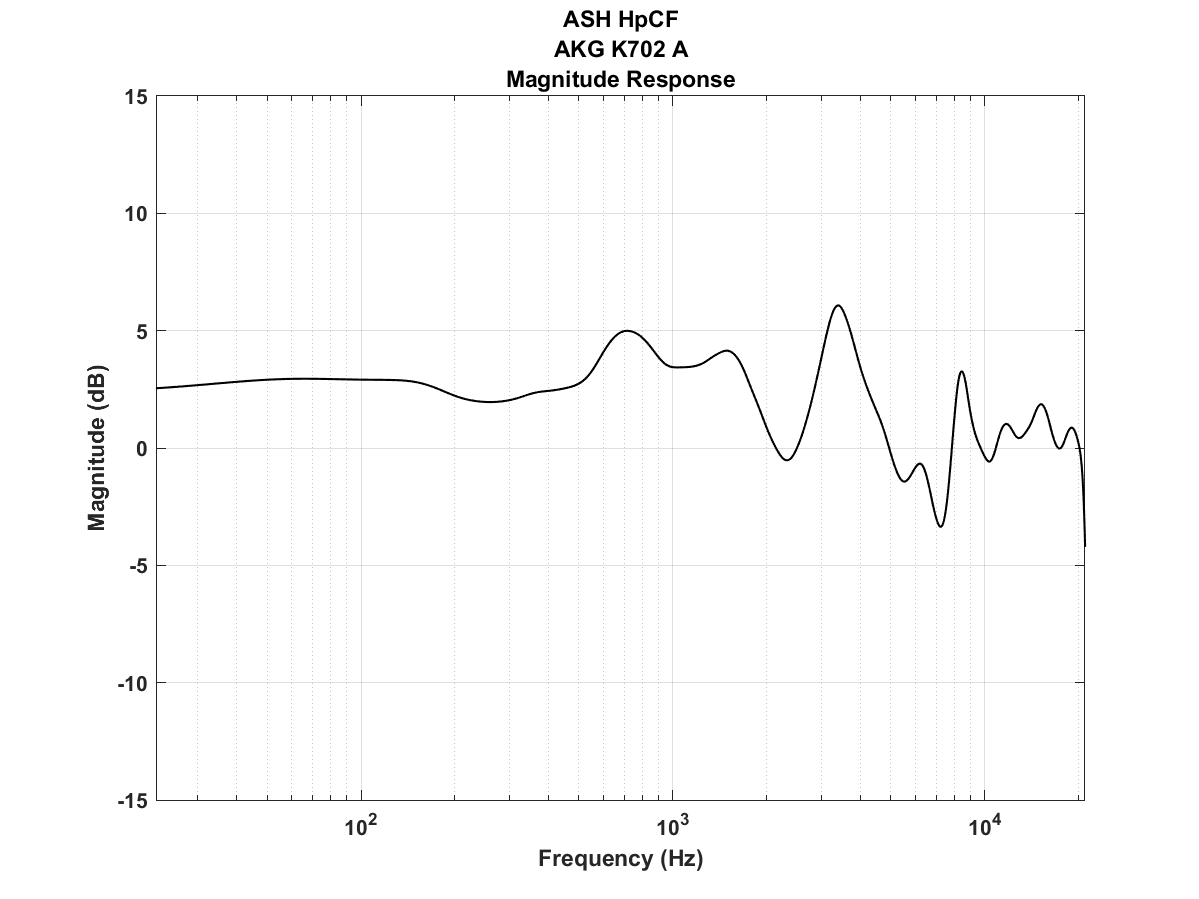 ASH HpCF
AKG K702 A
Magnitude Response
15
10
5
0
-5
-10
-15
Magnitude (dB)
10² 10³ 10⁴
Frequency (Hz)